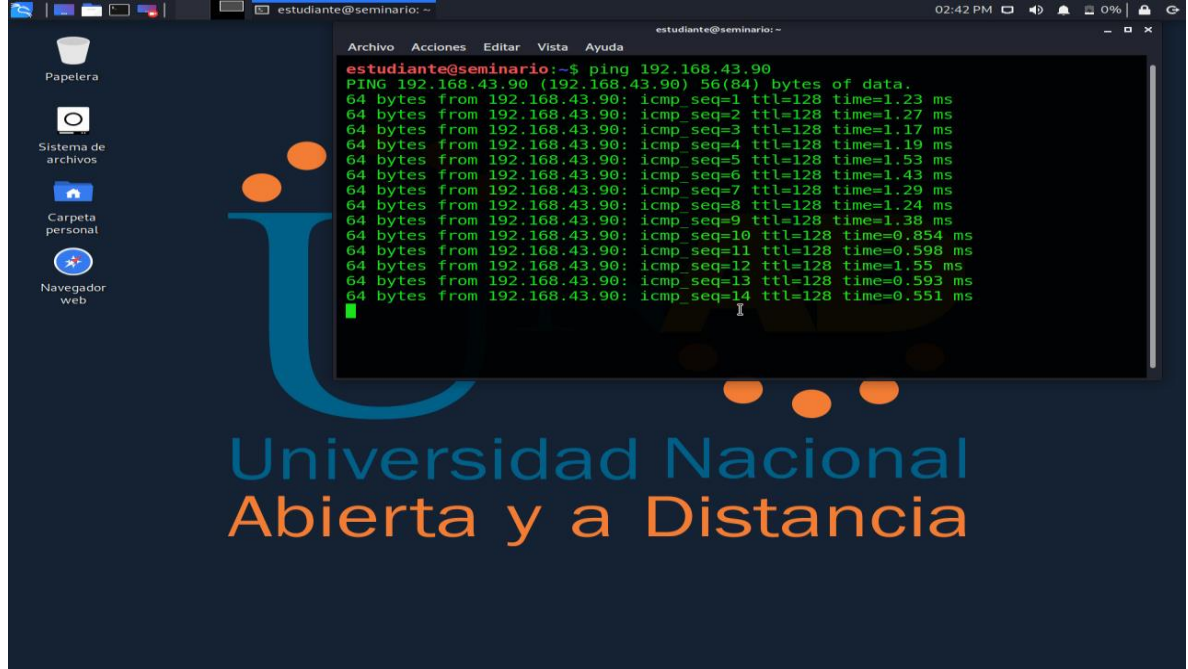 estudiante@seminario: ~
02:42 PM
0%
Papelera
Sistema de
archivos
Carpeta
personal
Navegador
web
estudiante@seminario: ~
Archivo Acciones Editar Vista Ayuda
estudiante@seminario:~$ ping 192.168.43.90
PING 192.168.43.90 (192.168.43.90) 56(84) bytes of data.
64 bytes from 192.168.43.90: icmp_seq=1 ttl=128 time=1.23 ms
64 bytes from 192.168.43.90: icmp_seq=2 ttl=128 time=1.27 ms
64 bytes from 192.168.43.90: icmp_seq=3 ttl=128 time=1.17 ms
64 bytes from 192.168.43.90: icmp_seq=4 ttl=128 time=1.19 ms
64 bytes from 192.168.43.90: icmp_seq=5 ttl=128 time=1.53 ms
64 bytes from 192.168.43.90: icmp_seq=6 ttl=128 time=1.43 ms
64 bytes from 192.168.43.90: icmp_seq=7 ttl=128 time=1.29 ms
64 bytes from 192.168.43.90: icmp_seq=8 ttl=128 time=1.24 ms
64 bytes from 192.168.43.90: icmp_seq=9 ttl=128 time=1.38 ms
64 bytes from 192.168.43.90: icmp_seq=10 ttl=128 time=0.854 ms
64 bytes from 192.168.43.90: icmp_seq=11 ttl=128 time=0.598 ms
64 bytes from 192.168.43.90: icmp_seq=12 ttl=128 time=1.55 ms
64 bytes from 192.168.43.90: icmp_seq=13 ttl=128 time=0.593 ms
64 bytes from 192.168.43.90: icmp_seq=14 ttl=128 time=0.551 ms
Universidad Nacional
Abierta y a Distancia